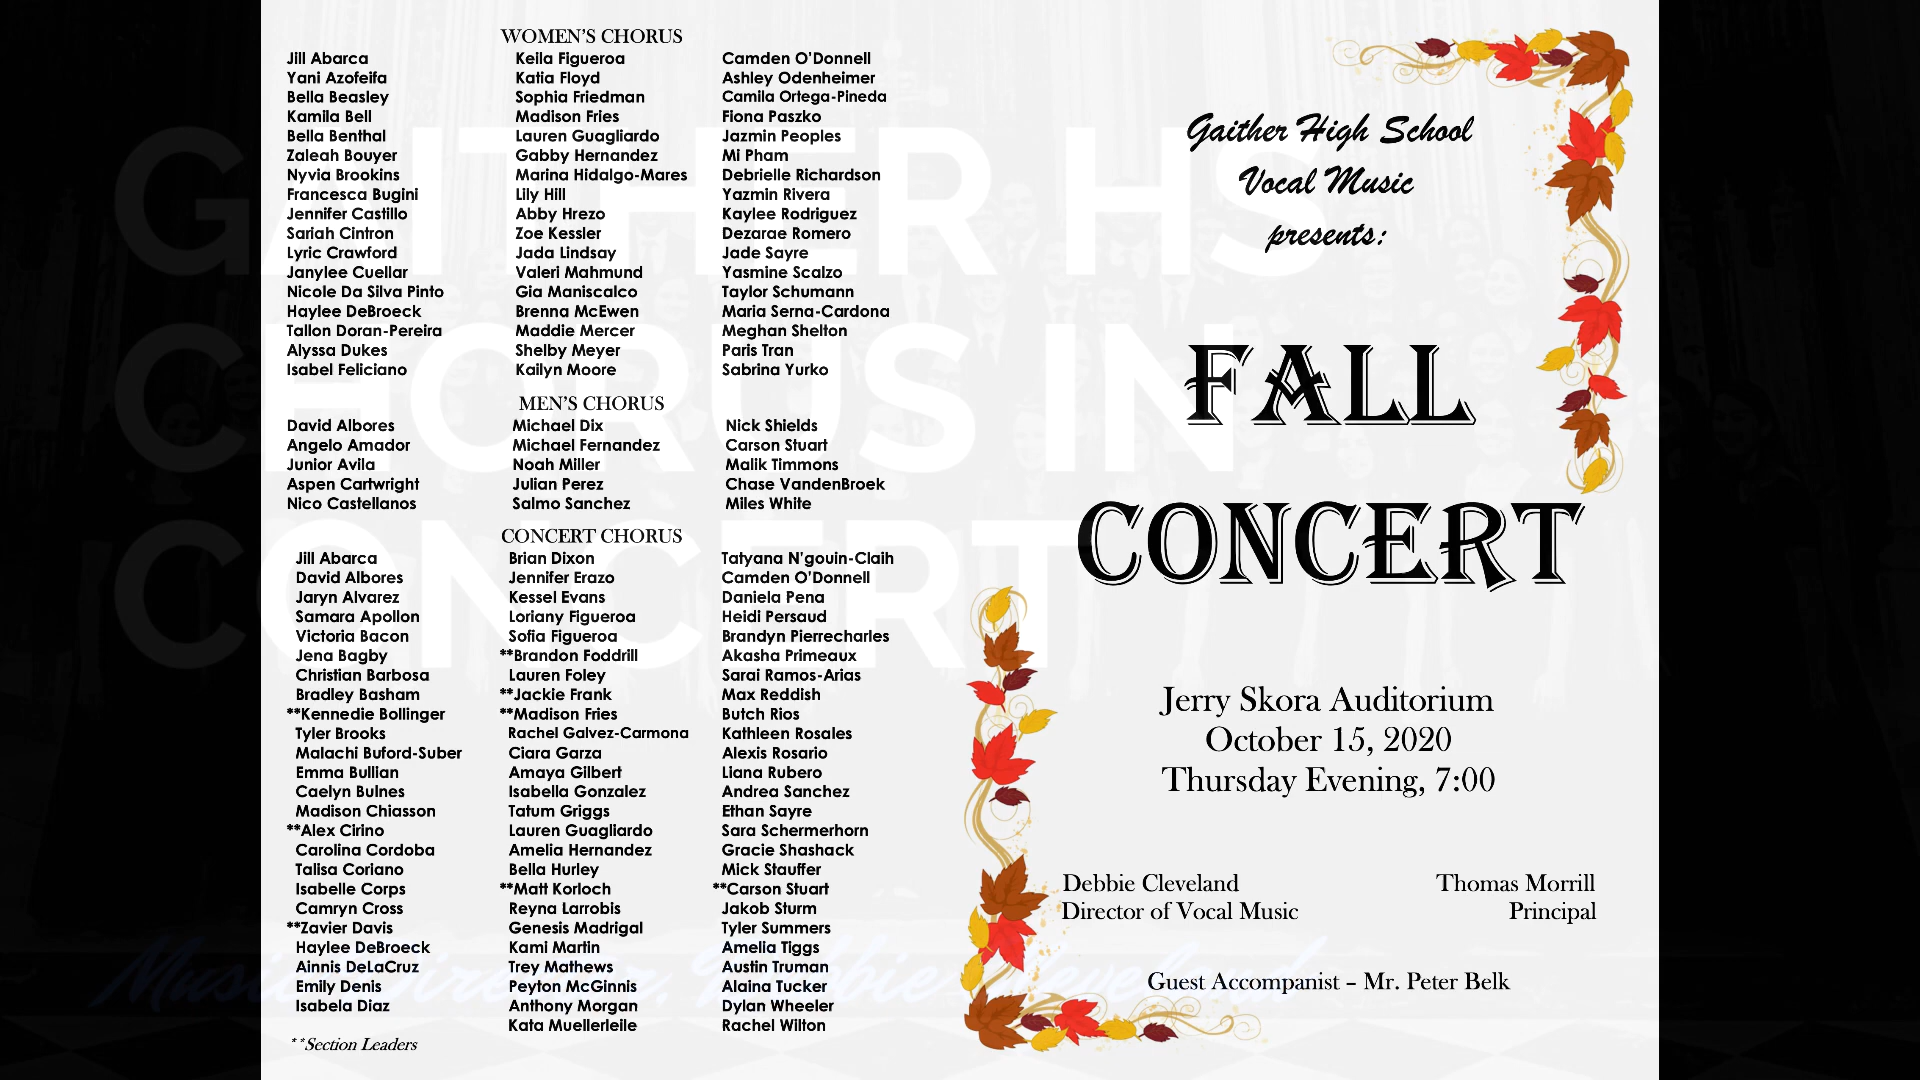 WOMEN'S CHORUS
Jill Abarca
Yani Azofeifa
Bella Beasley
Kamila Bell
Bella Benthal
Zaleah Bouyer
Nyvia Brookins
Francesca Bugini
Jennifer Castillo
Sariah Cintron
Lyric Crawford
Janylee Cuellar
Nicole Da Silva Pinto
Haylee DeBroeck
Tallon Doran-Pereira
Alyssa Dukes
Isabel Feliciano
Keila Figueroa
Katia Floyd
Sophia Friedman
Madison Fries
Lauren Guagliardo
Gabby Hernandez
Marina Hidalgo-Mares
Lily Hill
Abby Hrezo
Zoe Kessler
Jada Lindsay
Valeri Mahmund
Gia Maniscalco
Brenna McEwen
Maddie Mercer
Shelby Meyer
Kailyn Moore
Camden O'Donnell
Ashley Odenheimer
Camila Ortega-Pineda
Fiona Paszko
Jazmin Peoples
Mi Pham
Debrielle Richardson
Yazmin Rivera
Kaylee Rodriguez
Dezarae Romero
Jade Sayre
Yasmine Scalzo
Taylor Schumann
Maria Serna-Cardona
Meghan Shelton
Paris Tran
Sabrina Yurko
MEN'S CHORUS
David Albores
Angelo Amador
Junior Avila
Aspen Cartwright
Nico Castellanos
Michael Dix
Michael Fernandez
Noah Miller
Julian Perez
Salmo Sanchez
Nick Shields
Carson Stuart
Malik Timmons
Chase VandenBroek
Miles White
CONCERT CHORUS
Jill Abarca
David Albores
Jaryn Alvarez
Samara Apollon
Victoria Bacon
Jena Bagby
Christian Barbosa
Bradley Basham
**Kennedie Bollinger
Tyler Brooks
Malachi Buford-Suber
Emma Bullian
Caelyn Bulnes
Madison Chiasson
**Alex Cirino
Carolina Cordoba
Talisa Coriano
Isabelle Corps
Camryn Cross
**Zavier Davis
Haylee DeBroeck
Ainnis DeLaCruz
Emily Denis
Isabela Diaz
Brian Dixon
Jennifer Erazo
Kessel Evans
Loriany Figueroa
Sofia Figueroa
**Brandon Foddrill
Lauren Foley
**Jackie Frank
**Madison Fries
Rachel Galvez-Carmona
Ciara Garza
Amaya Gilbert
Isabella Gonzalez
Tatum Griggs
Lauren Guagliardo
Amelia Hernandez
Bella Hurley
**Matt Korloch
Reyna Larrobis
Genesis Madrigal
Kami Martin
Trey Mathews
Peyton McGinnis
Anthony Morgan
Kata Muellerleile
Tatyana N'gouin-Claih
Camden O'Donnell
Daniela Pena
Heidi Persaud
Brandyn Pierrecharles
Akasha Primeaux
Sarai Ramos-Arias
Max Reddish
Butch Rios
Kathleen Rosales
Alexis Rosario
Liana Rubero
Andrea Sanchez
Ethan Sayre
Sara Schermerhorn
Gracie Shashack
Mick Stauffer
**Carson Stuart
Jakob Sturm
Tyler Summers
Amelia Tiggs
Austin Truman
Alaina Tucker
Dylan Wheeler
Rachel Wilton
**Section Leaders
Gaither High School
Vocal Music
presents:
FALL
CONCERT
Jerry Skora Auditorium
October 15, 2020
Thursday Evening, 7:00
Debbie Cleveland
Director of Vocal Music
Thomas Morrill
Principal
Guest Accompanist – Mr. Peter Belk
GAITHER HS
CHORUS IN
CONCERT